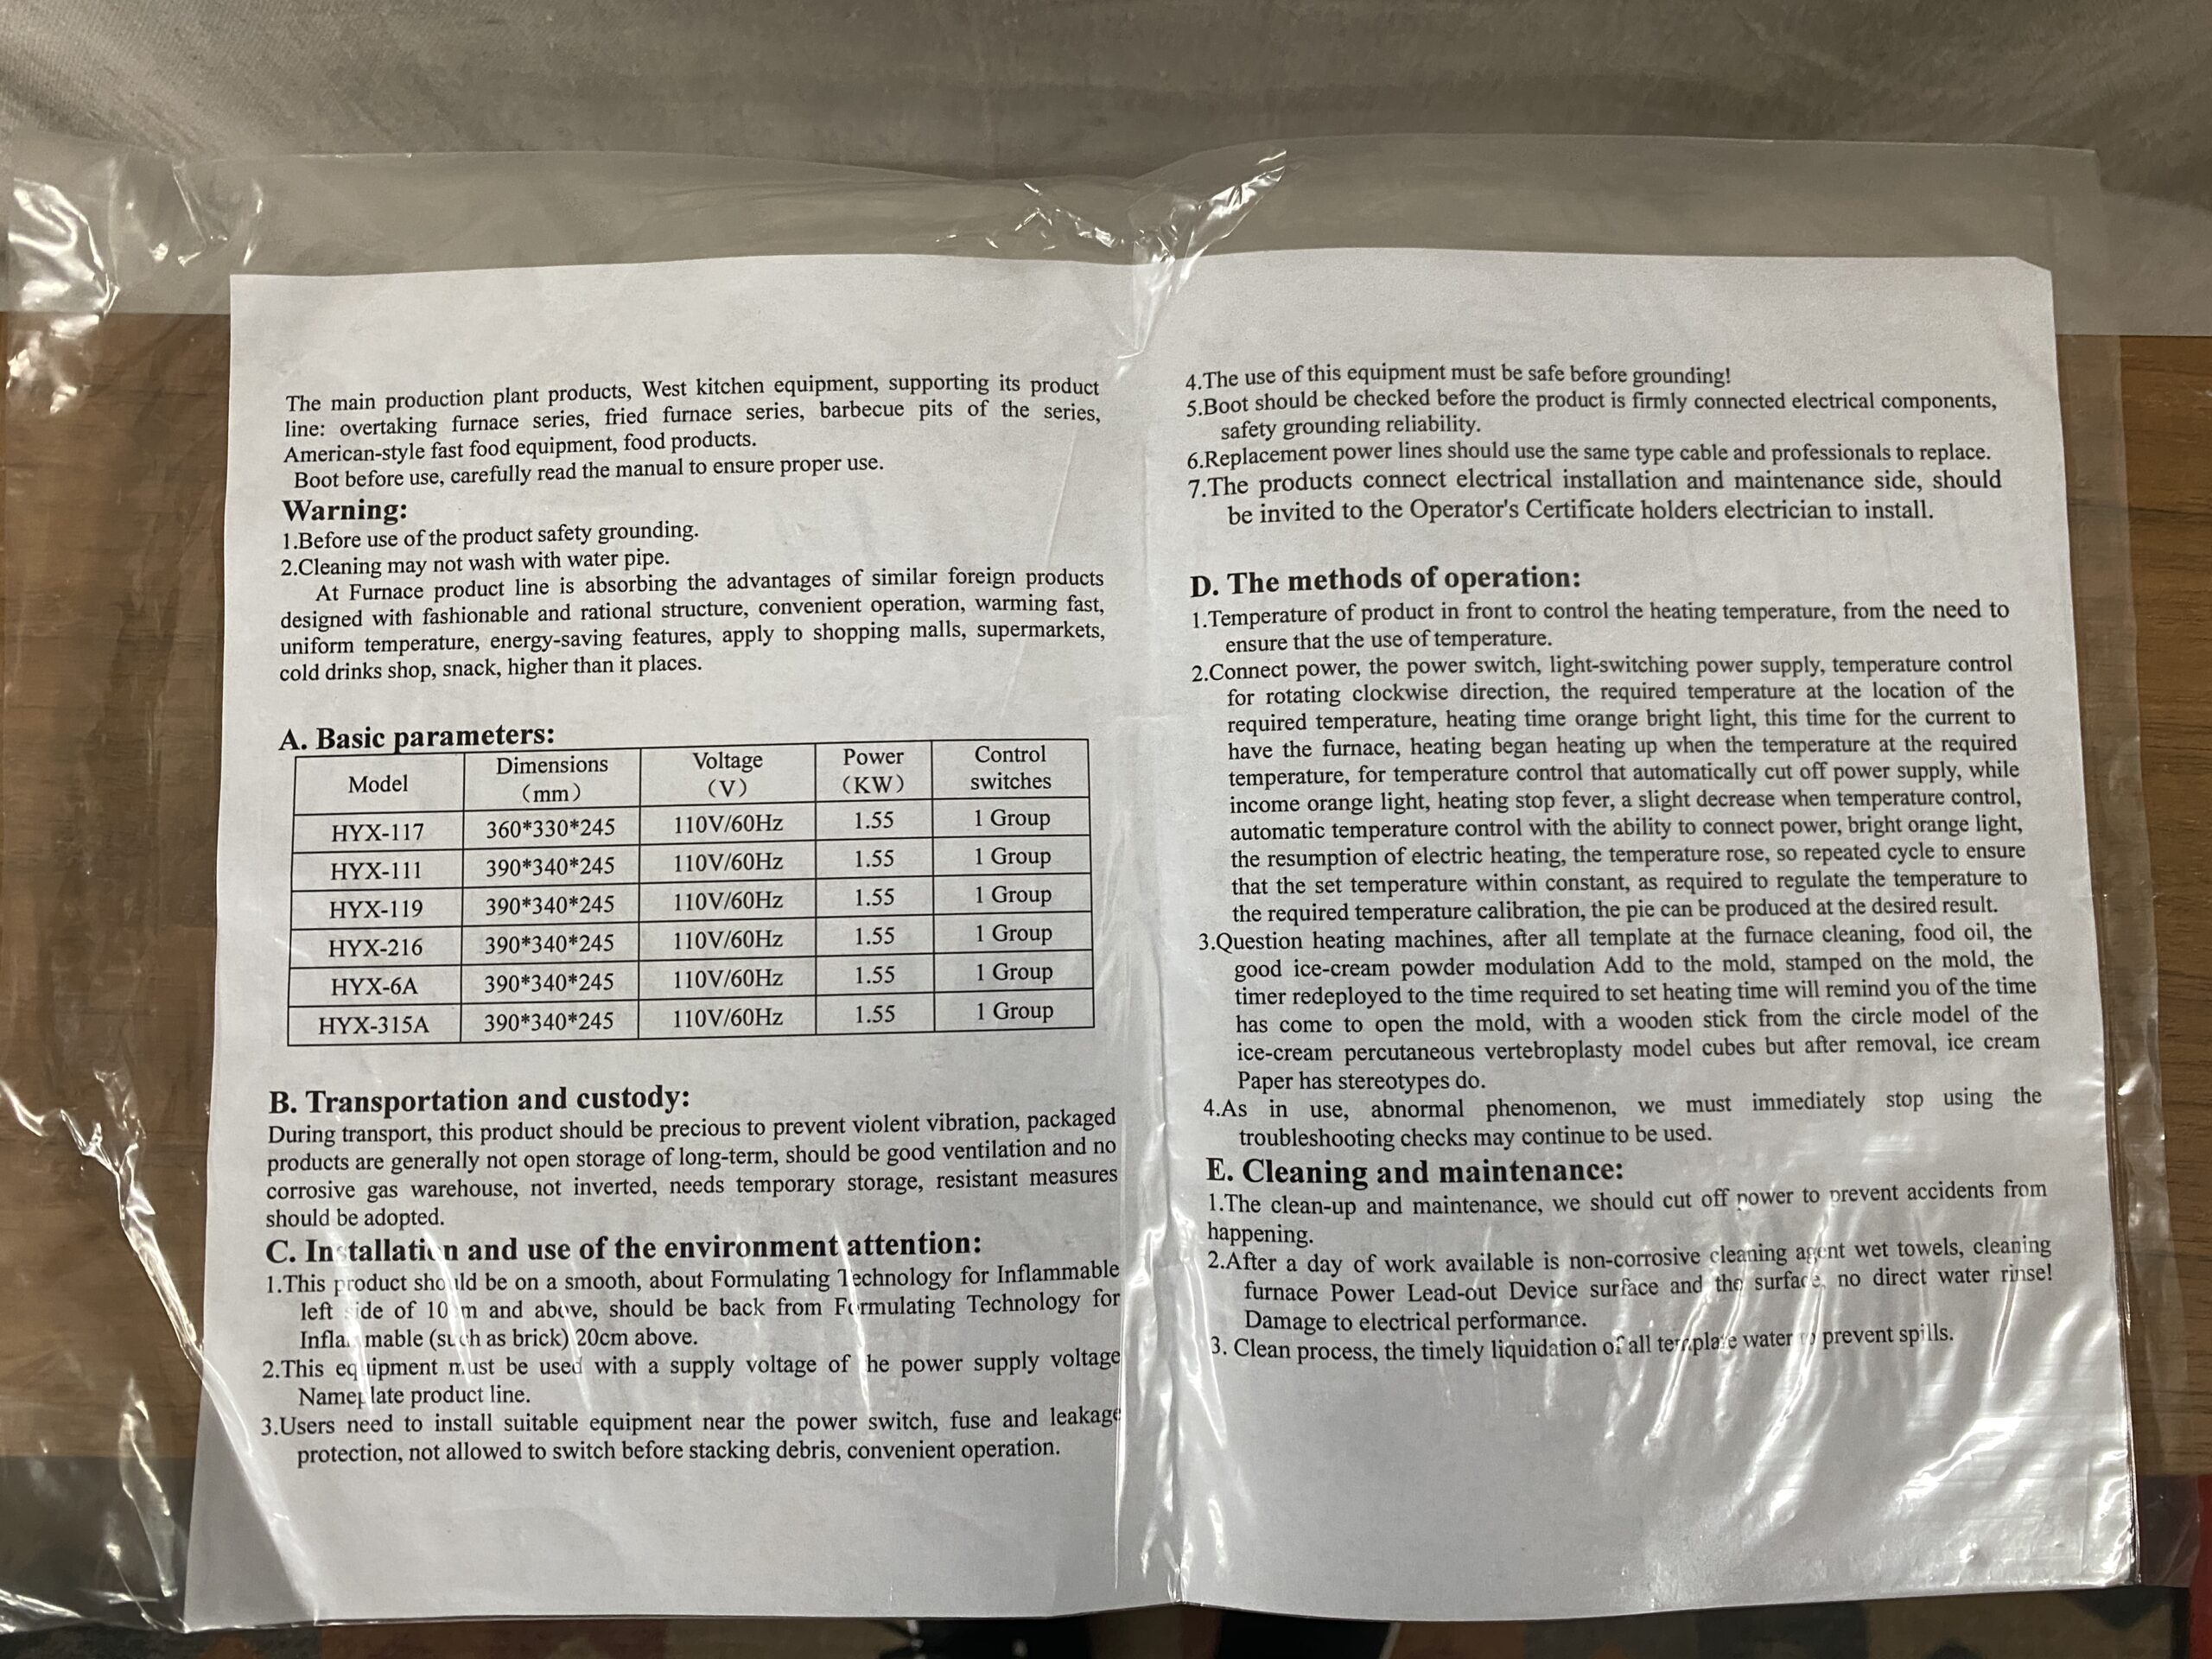 The main production plant products, West kitchen equipment, supporting its product
line: overtaking furnace series, fried furnace series, barbecue pits of the series,
American-style fast food equipment, food products.
Boot before use, carefully read the manual to ensure proper use.
Warning:
1.Before use of the product safety grounding.
2.Cleaning may not wash with water pipe.
At Furnace product line is absorbing the advantages of similar foreign products
designed with fashionable and rational structure, convenient operation, warming fast,
uniform temperature, energy-saving features, apply to shopping malls, supermarkets,
cold drinks shop, snack, higher than it places.
A. Basic parameters:
Model Dimensions (mm) Voltage (V) Power (KW) Control switches
HYX-117 360*330*245 110V/60Hz 1.55 1 Group
HYX-111 390*340*245 110V/60Hz 1.55 1 Group
HYX-119 390*340*245 110V/60Hz 1.55 1 Group
HYX-216 390*340*245 110V/60Hz 1.55 1 Group
HYX-6A 390*340*245 110V/60Hz 1.55 1 Group
HYX-315A 390*340*245 110V/60Hz 1.55 1 Group
B. Transportation and custody:
During transport, this product should be precious to prevent violent vibration, packaged
products are generally not open storage of long-term, should be good ventilation and no
corrosive gas warehouse, not inverted, needs temporary storage, resistant measures
should be adopted.
C. Installation and use of the environment attention:
1.This product should be on a smooth, about Formulating Technology for Inflammable
left side of 10cm and above, should be back from Formulating Technology for
Inflammable (such as brick) 20cm above.
2.This equipment must be used with a supply voltage of the power supply voltage
Nameplate product line.
3.Users need to install suitable equipment near the power switch, fuse and leakage
protection, not allowed to switch before stacking debris, convenient operation.
4.The use of this equipment must be safe before grounding!
5.Boot should be checked before the product is firmly connected electrical components,
safety grounding reliability.
6.Replacement power lines should use the same type cable and professionals to replace.
7.The products connect electrical installation and maintenance side, should
be invited to the Operator's Certificate holders electrician to install.
D. The methods of operation:
1.Temperature of product in front to control the heating temperature, from the need to
ensure that the use of temperature.
2.Connect power, the power switch, light-switching power supply, temperature control
for rotating clockwise direction, the required temperature at the location of the
required temperature, heating time orange bright light, this time for the current to
have the furnace, heating began heating up when the temperature at the required
temperature, for temperature control that automatically cut off power supply, while
income orange light, heating stop fever, a slight decrease when temperature control,
automatic temperature control with the ability to connect power, bright orange light,
the resumption of electric heating, the temperature rose, so repeated cycle to ensure
that the set temperature within constant, as required to regulate the temperature to
the required temperature calibration, the pie can be produced at the desired result.
3.Question heating machines, after all template at the furnace cleaning, food oil, the
good ice-cream powder modulation Add to the mold, stamped on the mold, the
timer redeployed to the time required to set heating time will remind you of the time
has come to open the mold, with a wooden stick from the circle model of the
ice-cream percutaneous vertebroplasty model cubes but after removal, ice cream
Paper has stereotypes do.
4.As in use, abnormal phenomenon, we must immediately stop using the
troubleshooting checks may continue to be used.
E. Cleaning and maintenance:
1.The clean-up and maintenance, we should cut off power to prevent accidents from
happening.
2.After a day of work available is non-corrosive cleaning agent wet towels, cleaning
furnace Power Lead-out Device surface and the surface, no direct water rinse!
Damage to electrical performance.
3. Clean process, the timely liquidation of all template water to prevent spills.